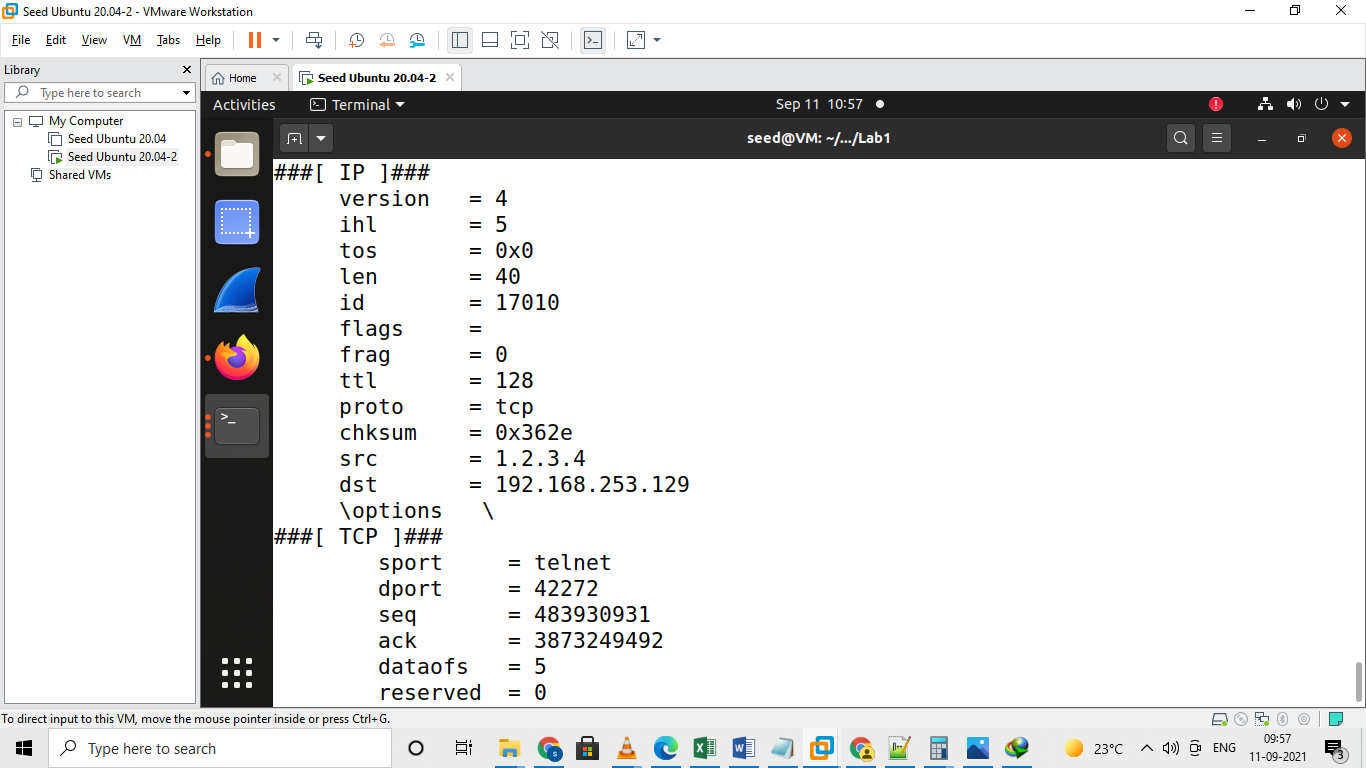 Seed Ubuntu 20.04-2 - VMware Workstation
File Edit View VM Tabs Help
Library
Type here to search
My Computer
Seed Ubuntu 20.04
Seed Ubuntu 20.04-2
Shared VMs
Home
Seed Ubuntu 20.04-2
Activities
Terminal
Sep 11 10:57
seed@VM: ~/.../Lab1
###[ IP ]###
version = 4
ihl = 5
tos = 0x0
len = 40
id = 17010
flags =
frag = 0
ttl = 128
proto = tcp
chksum = 0x362e
src = 1.2.3.4
dst = 192.168.253.129
\options \
###[ TCP ]###
sport = telnet
dport = 42272
seq = 483930931
ack = 3873249492
dataofs = 5
reserved = 0
To direct input to this VM, move the mouse pointer inside or press Ctrl+G.
Type here to search
23°C
ENG
09:57
11-09-2021
3